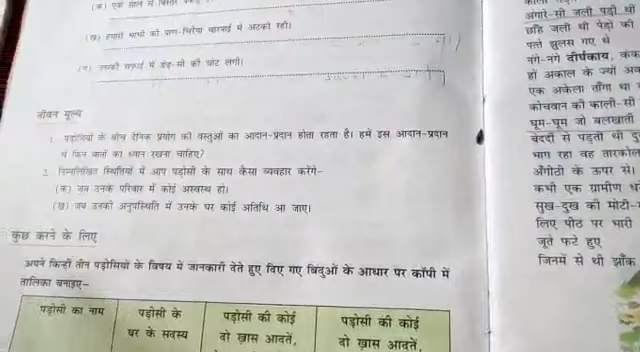 (क) एक साल से बिस्तर
(ख) हमारी भाभी की प्राण-चिरैया चारपाई में अटकी रही।
(ग) उसकी सफाई में डेढ़-सौ की चोट लगी।
जीवन मूल्य
1. पड़ोसियों के बीच दैनिक प्रयोग की वस्तुओं का आदान-प्रदान होता रहता है। हमें इस आदान-प्रदान
में किन बातों का ध्यान रखना चाहिए?
2. निम्नलिखित स्थितियों में आप पड़ोसी के साथ कैसा व्यवहार करेंगे-
(क) जब उनके परिवार में कोई अस्वस्थ हो।
(ख) जब उनकी अनुपस्थिति में उनके घर कोई अतिथि आ जाए।
कुछ करने के लिए
अपने किन्हीं तीन पड़ोसियों के विषय में जानकारी देते हुए दिए गए बिंदुओं के आधार पर कॉपी में
तालिका बनाइए-
पड़ोसी का नाम
पड़ोसी के
घर के सदस्य
पड़ोसी की कोई
दो ख़ास आदतें,
पड़ोसी की कोई
दो ख़ास आदतें,
अंगारे-सी जली पड़ी थी
छाँह जली थी पेड़ों की
पत्ते झुलस गए थे
नंगे-नंगे दीर्घकाय,
हों अकाल के ज्यों
एक अकेला ताँगा था
कोचवान की काली-सी
घूम-घूम जो बलखाती
बेदर्दी से पड़ती थी
भाग रहा वह तारकोल
अँगीठी के ऊपर से।
कभी एक ग्रामीण
सुख-दुख की मोटी-
लिए पीठ पर भारी
जूते फटे हुए
जिनमें से थी झाँक